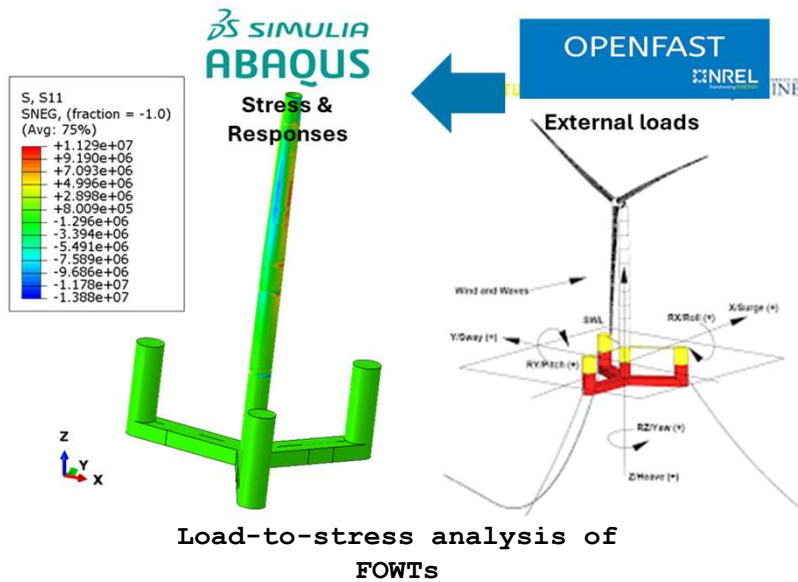 SIMULIA
ABAQUS
Stress &
Responses
OPENFAST
NREL
Transforming ENERGY
External loads
S, S11
SNEG, (fraction = -1.0)
(Avg: 75%)
+1.129e+07
+9.190e+06
+7.093e+06
+4.996e+06
+2.898e+06
+8.009e+05
-1.296e+06
-3.394e+06
-5.491e+06
-7.589e+06
-9.686e+06
-1.178e+07
-1.388e+07
Z
Y
X
Wind and Waves
X/Surge (+)
SWL
RX/Roll (+)
Y/Sway (+)
RY/Pitch (+)
RZ/Yaw (+)
Z/Heave (+)
Load-to-stress analysis of
FOWTs